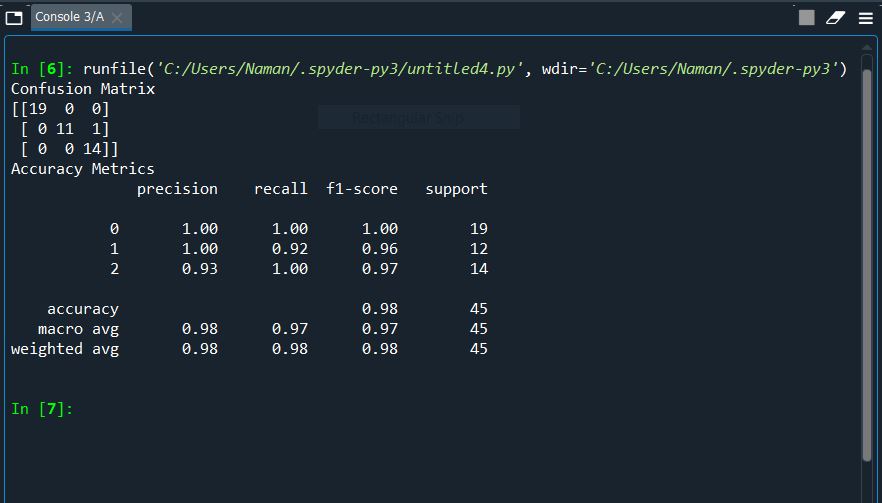 Console 3/A
In [6]: runfile('C:/Users/Naman/.spyder-py3/untitled4.py', wdir='C:/Users/Naman/.spyder-py3')
Confusion Matrix
[[19  0  0]
 [ 0 11  1]
 [ 0  0 14]]
Rectangular Snip
Accuracy Metrics
              precision    recall  f1-score   support
           0       1.00      1.00      1.00        19
           1       1.00      0.92      0.96        12
           2       0.93      1.00      0.97        14
    accuracy                           0.98        45
   macro avg       0.98      0.97      0.97        45
weighted avg       0.98      0.98      0.98        45
In [7]: